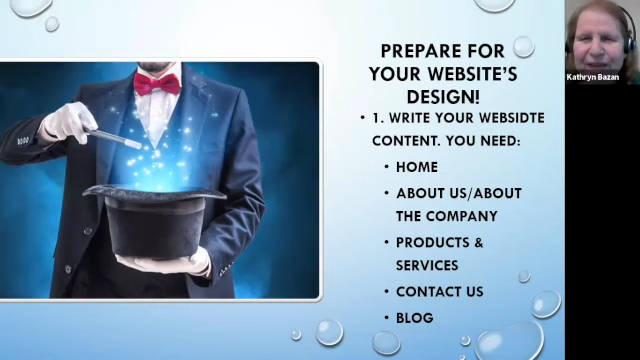 PREPARE FOR
YOUR WEBSITE'S
DESIGN!
• 1. WRITE YOUR WEBSIDTE
CONTENT. YOU NEED:
• HOME
• ABOUT US/ABOUT
THE COMPANY
• PRODUCTS &
SERVICES
• CONTACT US
• BLOG
Kathryn Bazan